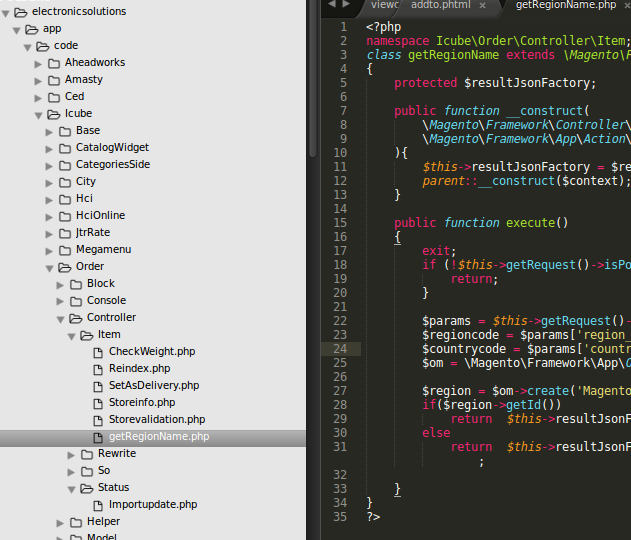 electronicsolutions
app
code
Aheadworks
Amasty
Ced
Icube
Base
CatalogWidget
CategoriesSide
City
Hci
HciOnline
JtrRate
Megamenu
Order
Block
Console
Controller
Item
CheckWeight.php
Reindex.php
SetAsDelivery.php
Storeinfo.php
Storevalidation.php
getRegionName.php
Rewrite
So
Status
Importupdate.php
Helper
Model
viewc addto.phtml × getRegionName.php
1 <?php
2 namespace Icube\Order\Controller\Item;
3 class getRegionName extends \Magento\F
4 {
5 protected $resultJsonFactory;
6
7 public function __construct(
8 \Magento\Framework\Controller\
9 \Magento\Framework\App\Action\
10 ){
11 $this->resultJsonFactory = $re
12 parent::__construct($context);
13 }
14
15 public function execute()
16 {
17 exit;
18 if (!$this->getRequest()->isPo
19 return;
20 }
21
22 $params = $this->getRequest()-
23 $regioncode = $params['region_
24 $countrycode = $params['countr
25 $om = \Magento\Framework\App\O
26
27 $region = $om->create('Magento
28 if($region->getId())
29 return $this->resultJsonF
30 else
31 return $this->resultJsonF
;
32
33 }
34 }
35 ?>